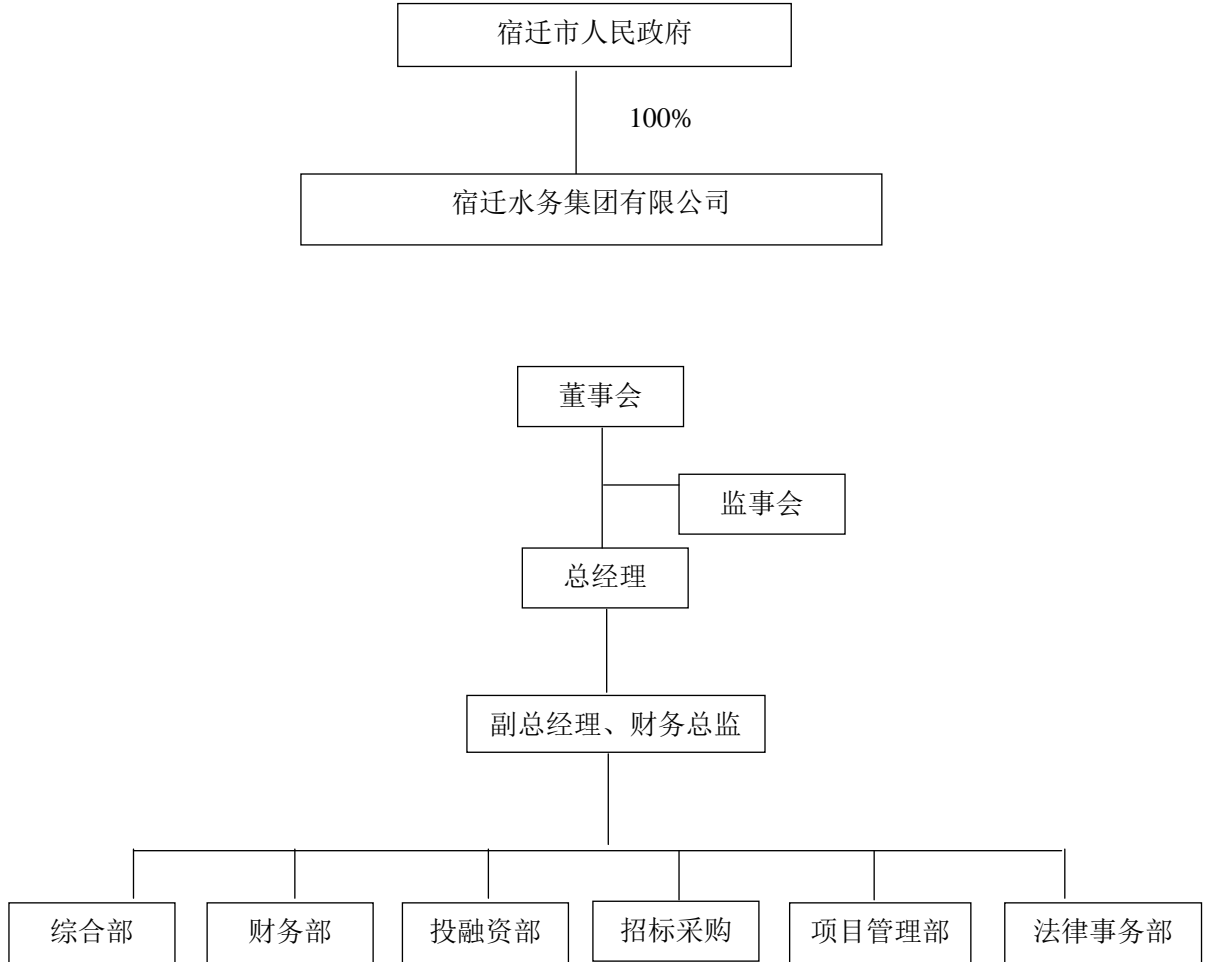 宿迁市人民政府
100%
宿迁水务集团有限公司
董事会
监事会
总经理
副总经理、财务总监
综合部
财务部
投融资部
招标采购
项目管理部
法律事务部